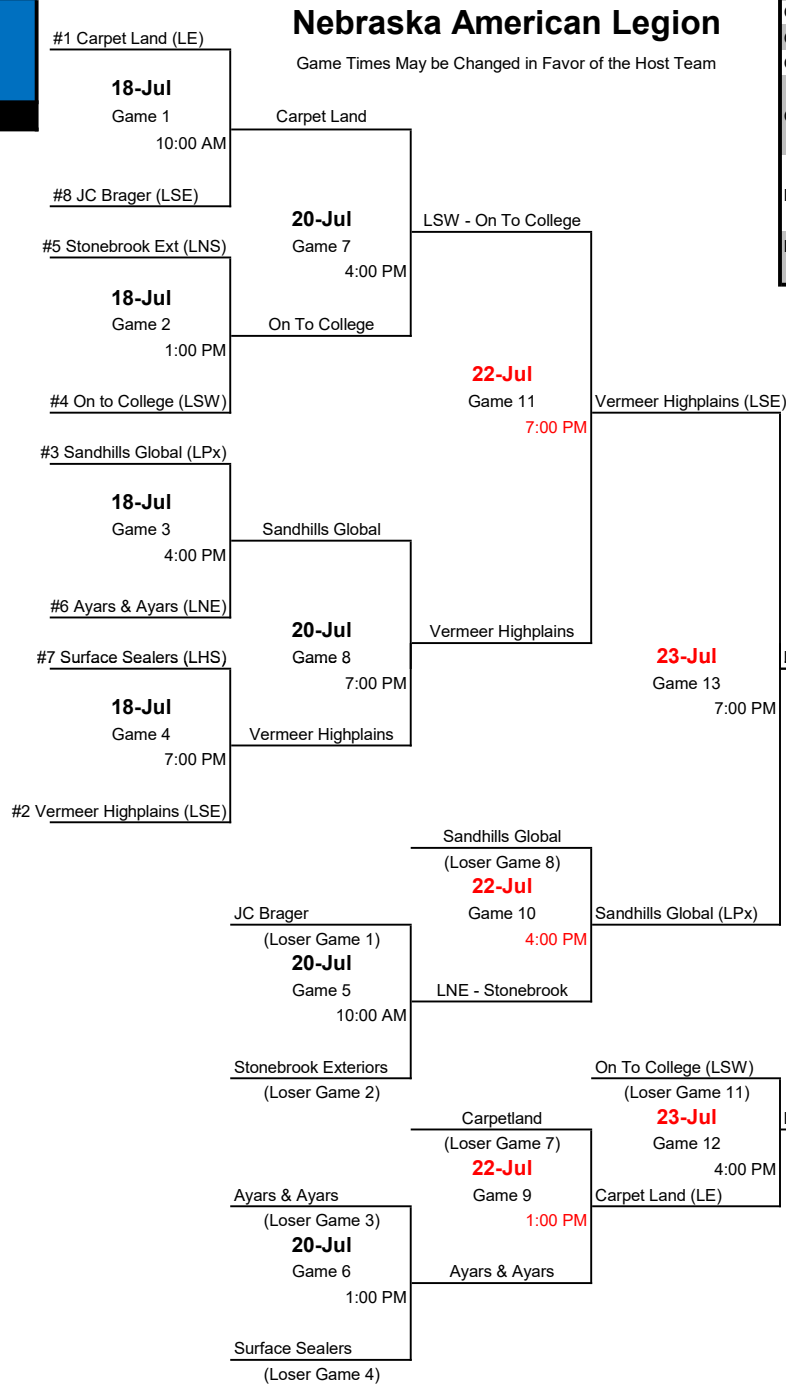 Nebraska American Legion
Game Times May be Changed in Favor of the Host Team
#1 Carpet Land (LE)
18-Jul
Game 1
10:00 AM
Carpet Land
#8 JC Brager (LSE)
20-Jul
Game 7
4:00 PM
LSW - On To College
#5 Stonebrook Ext (LNS)
18-Jul
Game 2
1:00 PM
On To College
#4 On to College (LSW)
22-Jul
Game 11
7:00 PM
Vermeer Highplains (LSE)
#3 Sandhills Global (LPx)
18-Jul
Game 3
4:00 PM
Sandhills Global
#6 Ayars & Ayars (LNE)
20-Jul
Game 8
7:00 PM
Vermeer Highplains
#7 Surface Sealers (LHS)
18-Jul
Game 4
7:00 PM
Vermeer Highplains
#2 Vermeer Highplains (LSE)
23-Jul
Game 13
7:00 PM
Sandhills Global
(Loser Game 8)
22-Jul
Game 10
4:00 PM
Sandhills Global (LPx)
JC Brager
(Loser Game 1)
20-Jul
Game 5
10:00 AM
LNE - Stonebrook
Stonebrook Exteriors
(Loser Game 2)
On To College (LSW)
(Loser Game 11)
23-Jul
Game 12
4:00 PM
Carpetland
(Loser Game 7)
22-Jul
Game 9
1:00 PM
Carpet Land (LE)
Ayars & Ayars
(Loser Game 3)
20-Jul
Game 6
1:00 PM
Ayars & Ayars
Surface Sealers
(Loser Game 4)